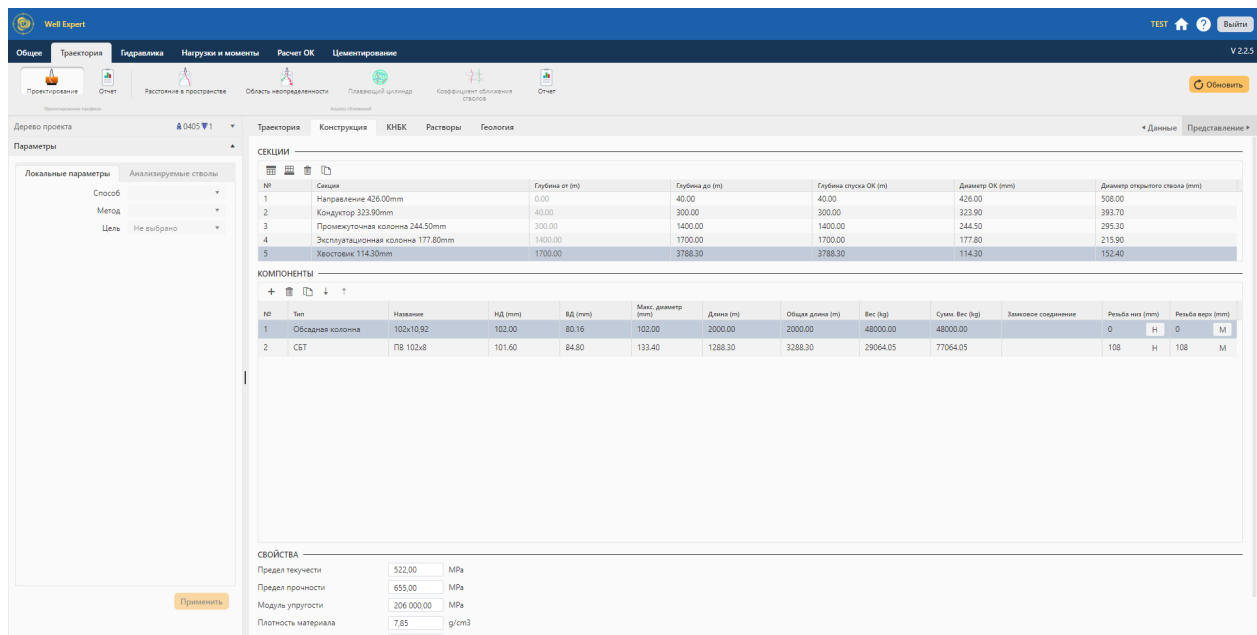 Well Expert
TEST
Выйти
Общее Траектория Гидравлика Нагрузки и моменты Расчет ОК Цементирование
V 2.2.5
Проектирование Отчет Расстояние в пространстве Область неопределенности Плавающий цилиндр Коэффициент сближения стволов Отчет
Проектирование профиля Анализ сближений
Обновить
Дерево проекта 0405 1
Параметры
Локальные параметры Анализируемые стволы
Способ
Метод
Цель Не выбрано
Применить
Траектория Конструкция КНБК Растворы Геология
Данные Представление
СЕКЦИИ
№ Секция Глубина от (m) Глубина до (m) Глубина спуска ОК (m) Диаметр ОК (mm) Диаметр открытого ствола (mm)
1 Направление 426.00mm 0.00 40.00 40.00 426.00 508.00
2 Кондуктор 323.90mm 40.00 300.00 300.00 323.90 393.70
3 Промежуточная колонна 244.50mm 300.00 1400.00 1400.00 244.50 295.30
4 Эксплуатационная колонна 177.80mm 1400.00 1700.00 1700.00 177.80 215.90
5 Хвостовик 114.30mm 1700.00 3788.30 3788.30 114.30 152.40
КОМПОНЕНТЫ
№ Тип Название НД (mm) ВД (mm) Макс. диаметр (mm) Длина (m) Общая длина (m) Вес (kg) Сумм. Вес (kg) Замковое соединение Резьба низ (mm) Резьба верх (mm)
1 Обсадная колонна 102x10,92 102.00 80.16 102.00 2000.00 2000.00 48000.00 48000.00 0 Н 0 М
2 СБТ ПВ 102x8 101.60 84.80 133.40 1288.30 3288.30 29064.05 77064.05 108 Н 108 М
СВОЙСТВА
Предел текучести 522,00 MPa
Предел прочности 655,00 MPa
Модуль упругости 206 000,00 MPa
Плотность материала 7,85 g/cm3